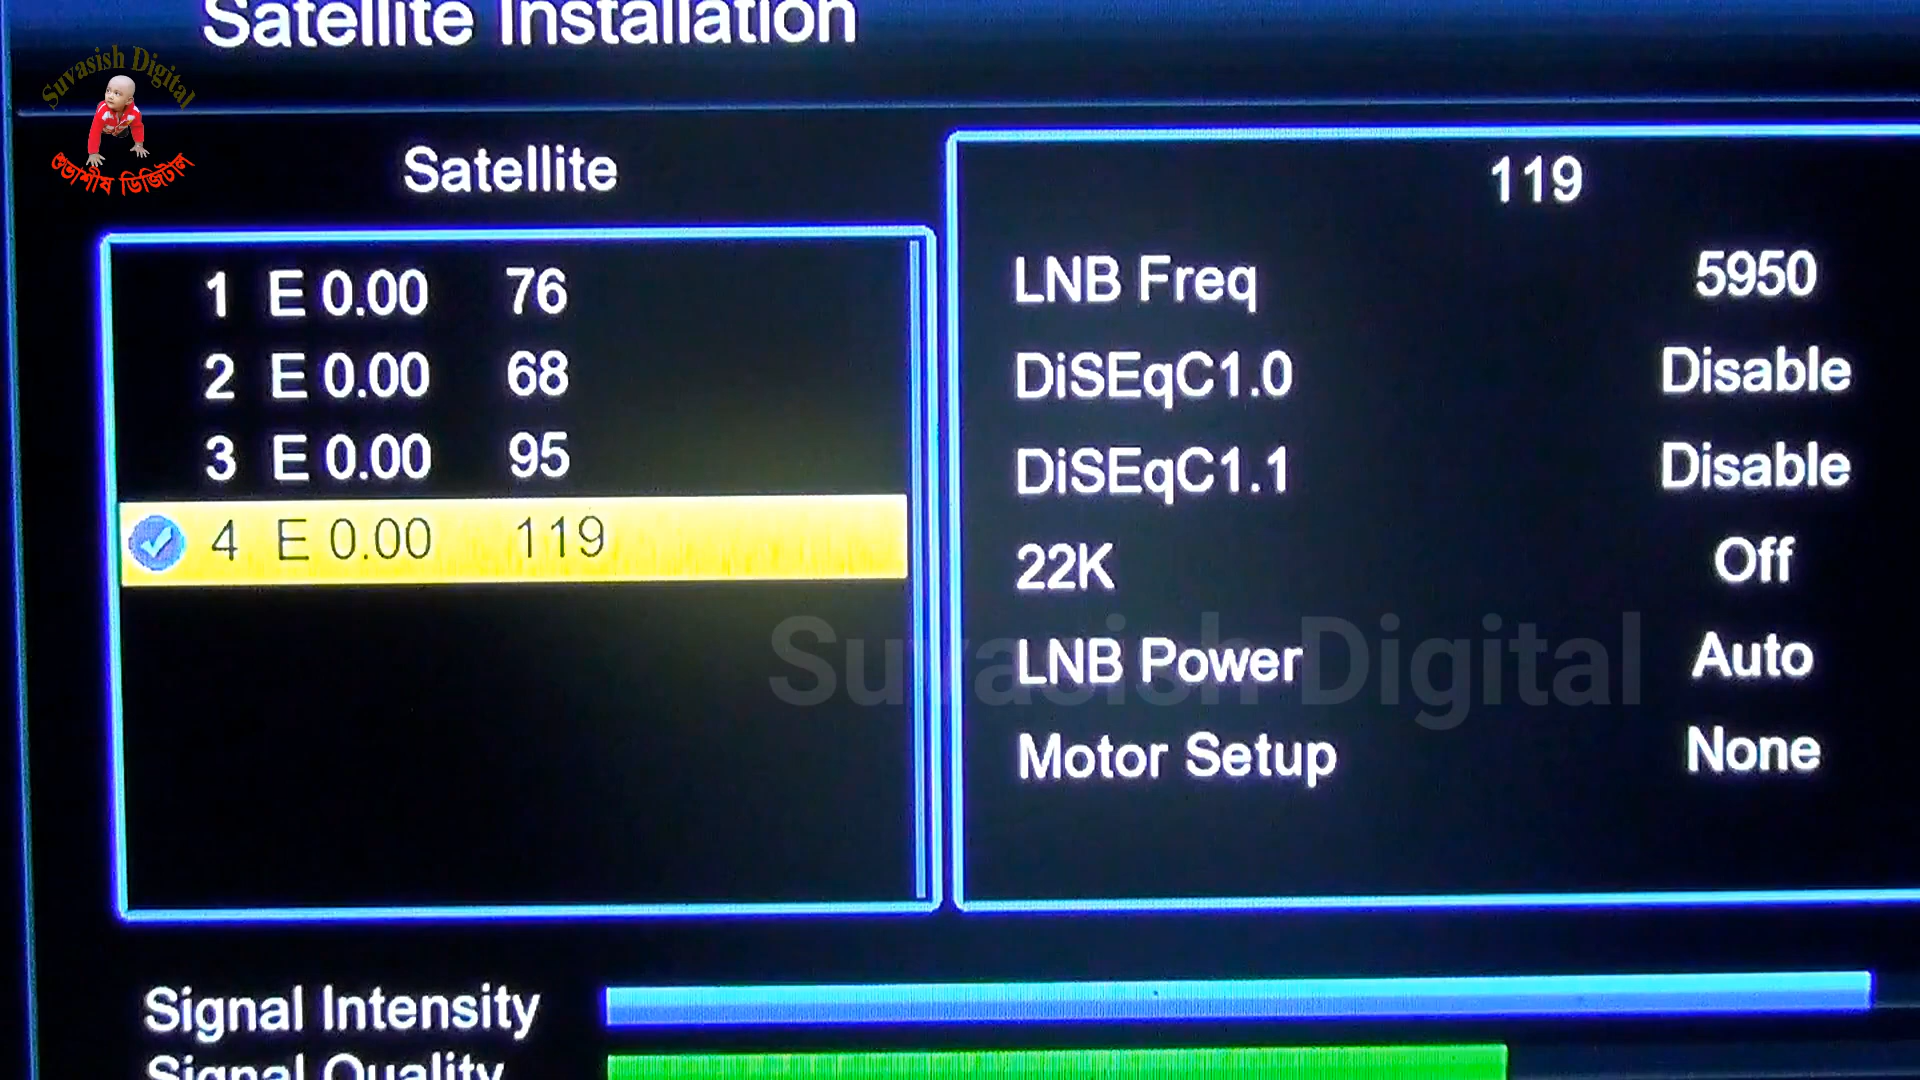 Satellite Installation
Suvasish Digital
শুভাশীষ ডিজিটাল
Satellite
1 E 0.00 76
2 E 0.00 68
3 E 0.00 95
4 E 0.00 119
119
LNB Freq 5950
DiSEqC1.0 Disable
DiSEqC1.1 Disable
22K Off
LNB Power Auto
Motor Setup None
Suvasish Digital
Signal Intensity
Signal Quality